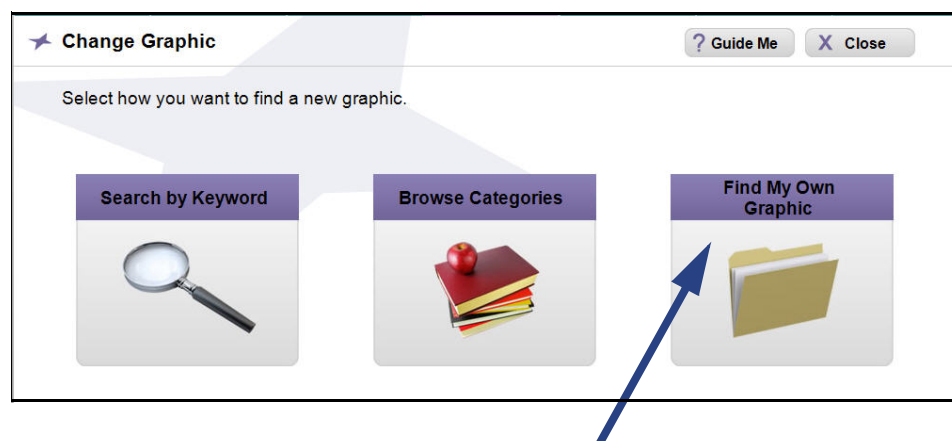 Change Graphic
? Guide Me
X Close
Select how you want to find a new graphic.
Search by Keyword
Browse Categories
Find My Own
Graphic